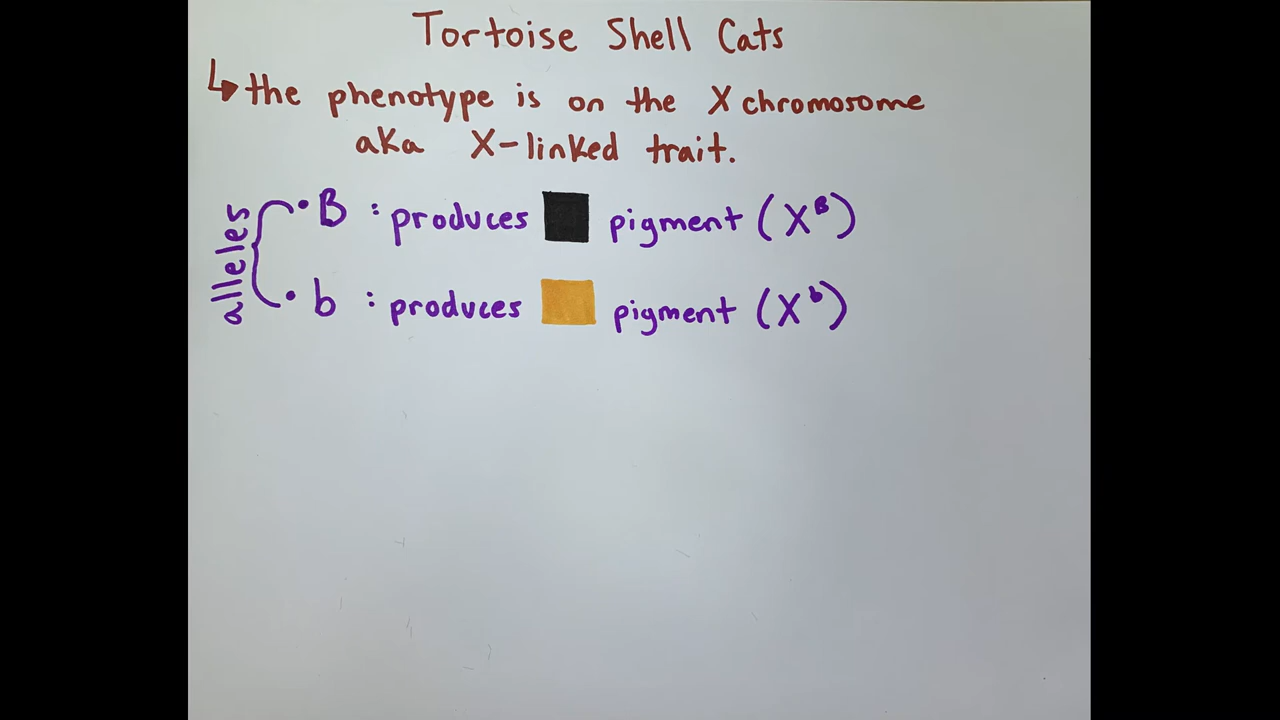 Tortoise Shell Cats
↳ the phenotype is on the X chromosome
aka X-linked trait.
alleles
• B : produces pigment (X^B)
• b : produces pigment (X^b)